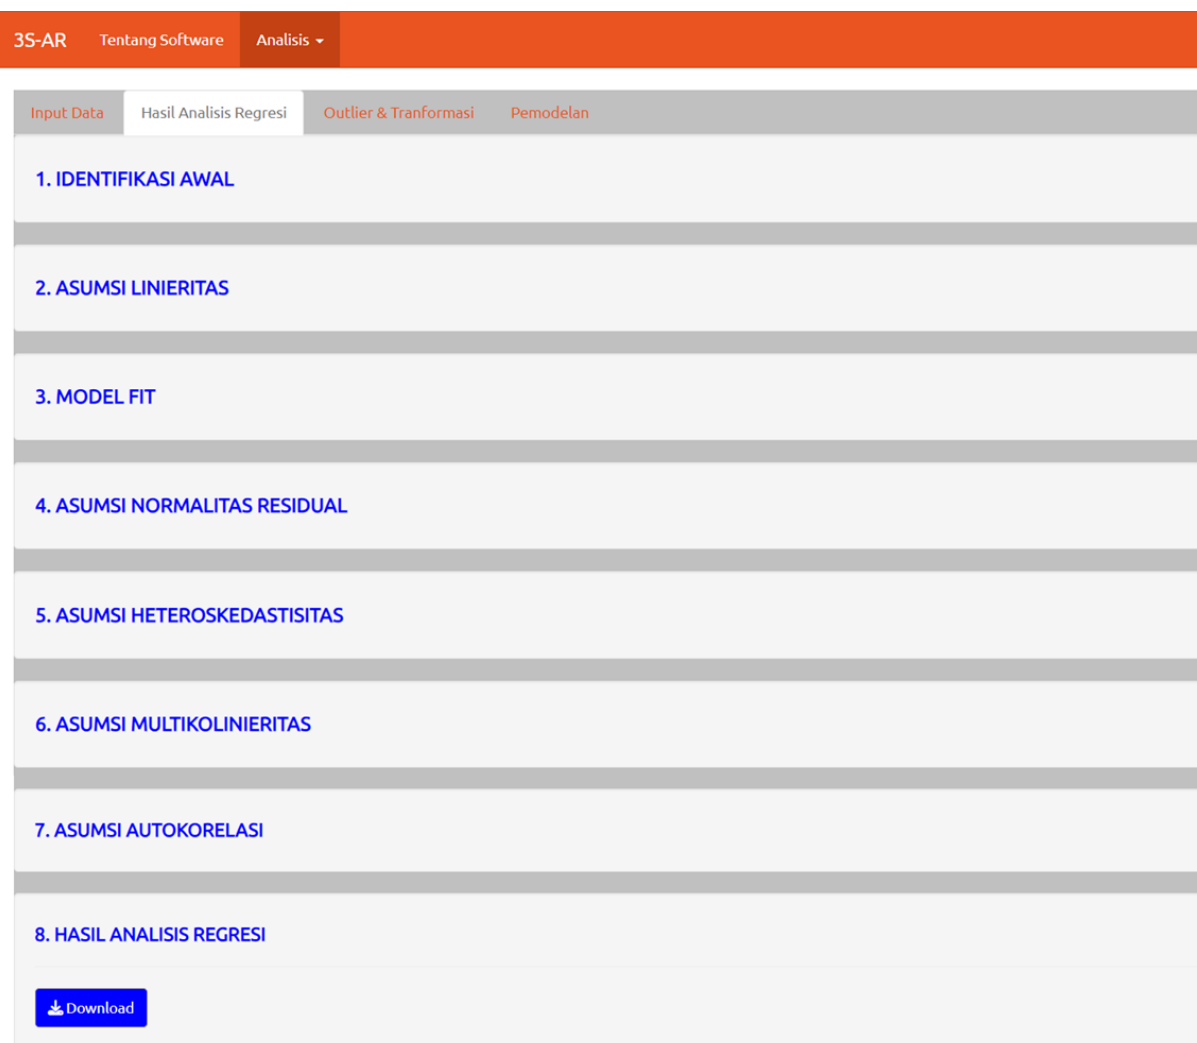 3S-AR Tentang Software Analisis
Input Data Hasil Analisis Regresi Outlier & Tranformasi Pemodelan
1. IDENTIFIKASI AWAL
2. ASUMSI LINIERITAS
3. MODEL FIT
4. ASUMSI NORMALITAS RESIDUAL
5. ASUMSI HETEROSKEDASTISITAS
6. ASUMSI MULTIKOLINIERITAS
7. ASUMSI AUTOKORELASI
8. HASIL ANALISIS REGRESI
Download